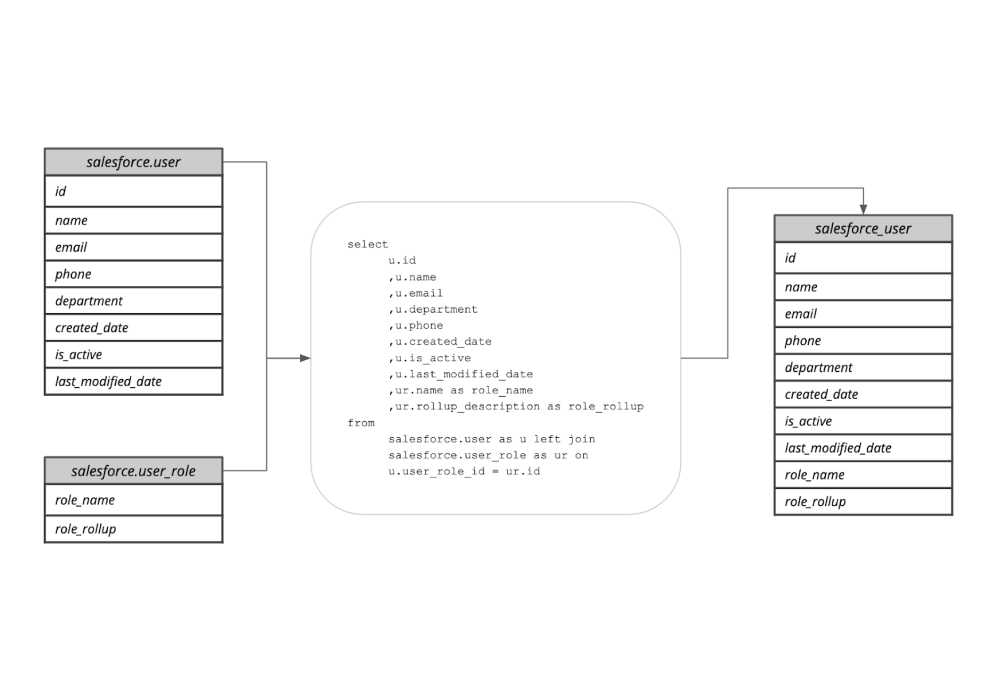 salesforce.user
id
name
email
phone
department
created_date
is_active
last_modified_date
salesforce.user_role
role_name
role_rollup
select
u.id
,u.name
,u.email
,u.department
,u.phone
,u.created_date
,u.is_active
,u.last_modified_date
,ur.name as role_name
,ur.rollup_description as role_rollup
from
salesforce.user as u left join
salesforce.user_role as ur on
u.user_role_id = ur.id
salesforce_user
id
name
email
phone
department
created_date
is_active
last_modified_date
role_name
role_rollup